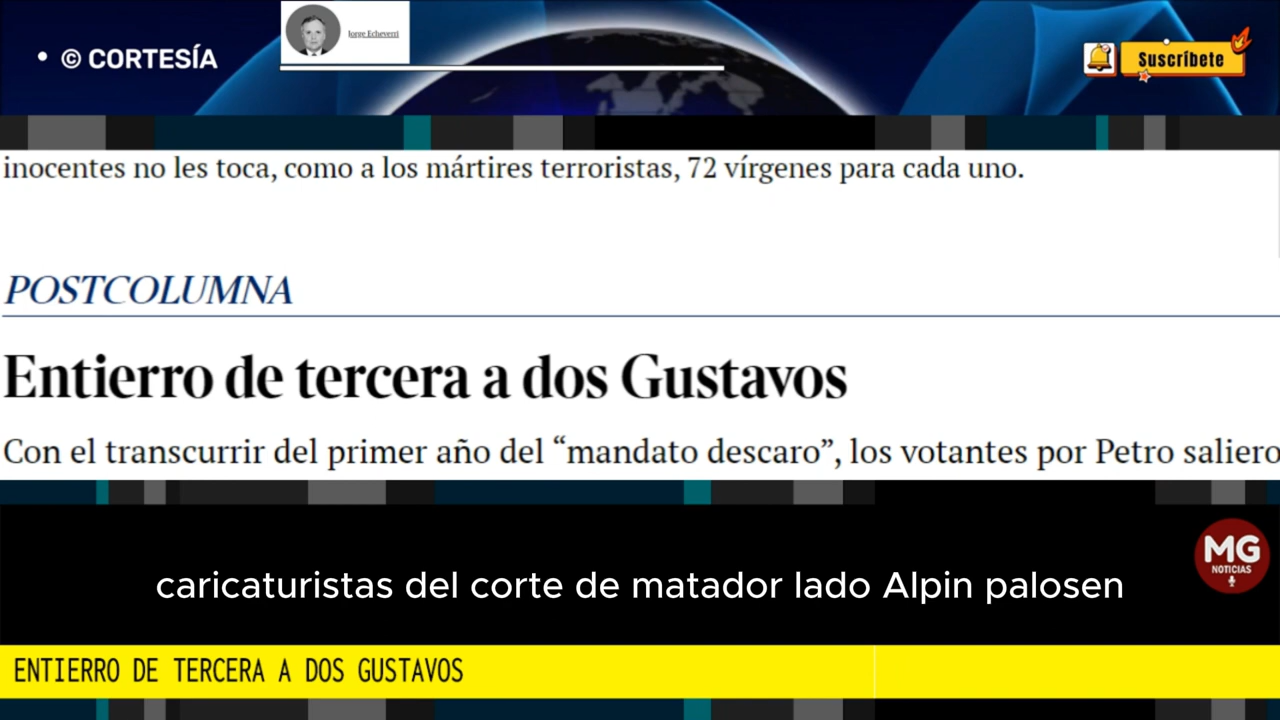 • © CORTESÍA
Jorge Echeverri
Suscríbete
inocentes no les toca, como a los mártires terroristas, 72 vírgenes para cada uno.
POSTCOLUMNA
Entierro de tercera a dos Gustavos
Con el transcurrir del primer año del “mandato descaro”, los votantes por Petro saliero
MG
NOTICIAS
caricaturistas del corte de matador lado Alpin palosen
ENTIERRO DE TERCERA A DOS GUSTAVOS